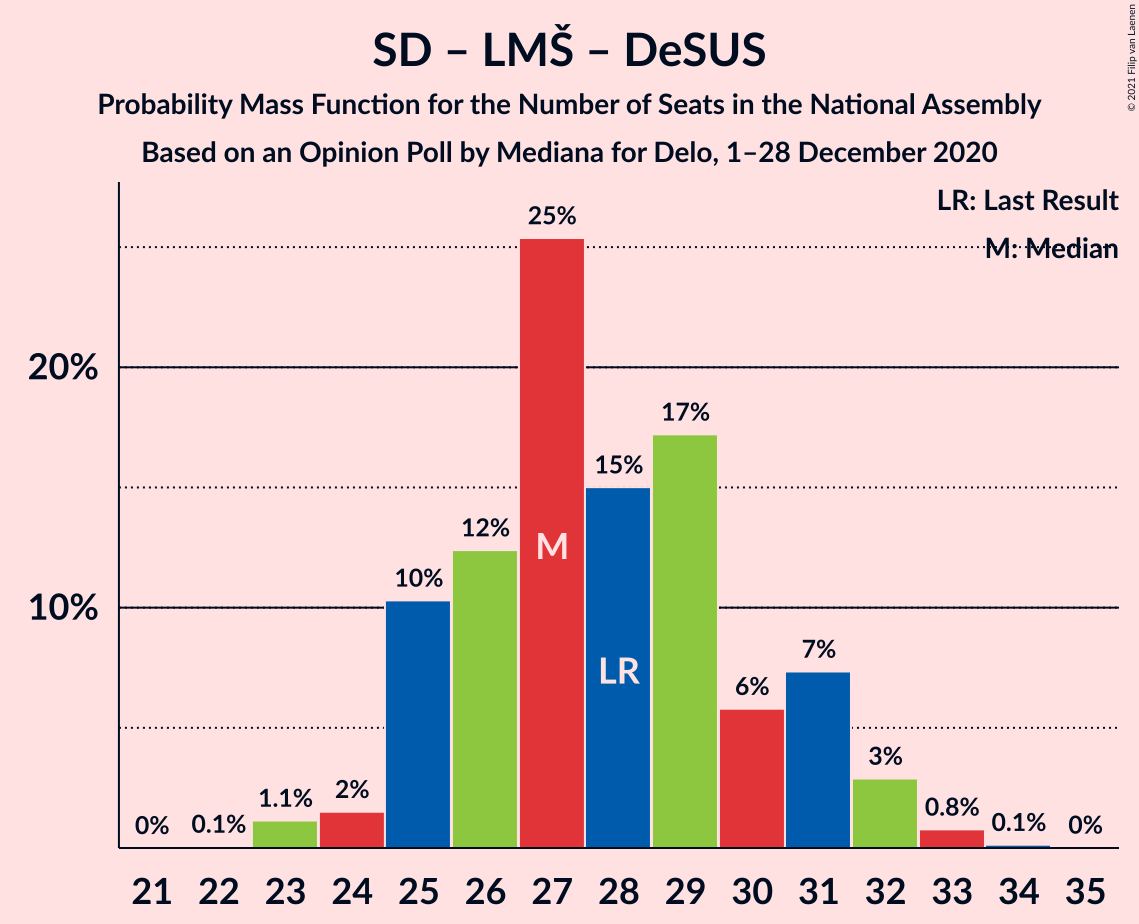 SD – LMŠ – DeSUS
Probability Mass Function for the Number of Seats in the National Assembly
Based on an Opinion Poll by Mediana for Delo, 1–28 December 2020
© 2021 Filip van Laenen
LR: Last Result
M: Median
20%
10%
0%
0.1%
1.1%
2%
10%
12%
25%
15%
17%
6%
7%
3%
0.8%
0.1%
0%
M
LR
21 22 23 24 25 26 27 28 29 30 31 32 33 34 35